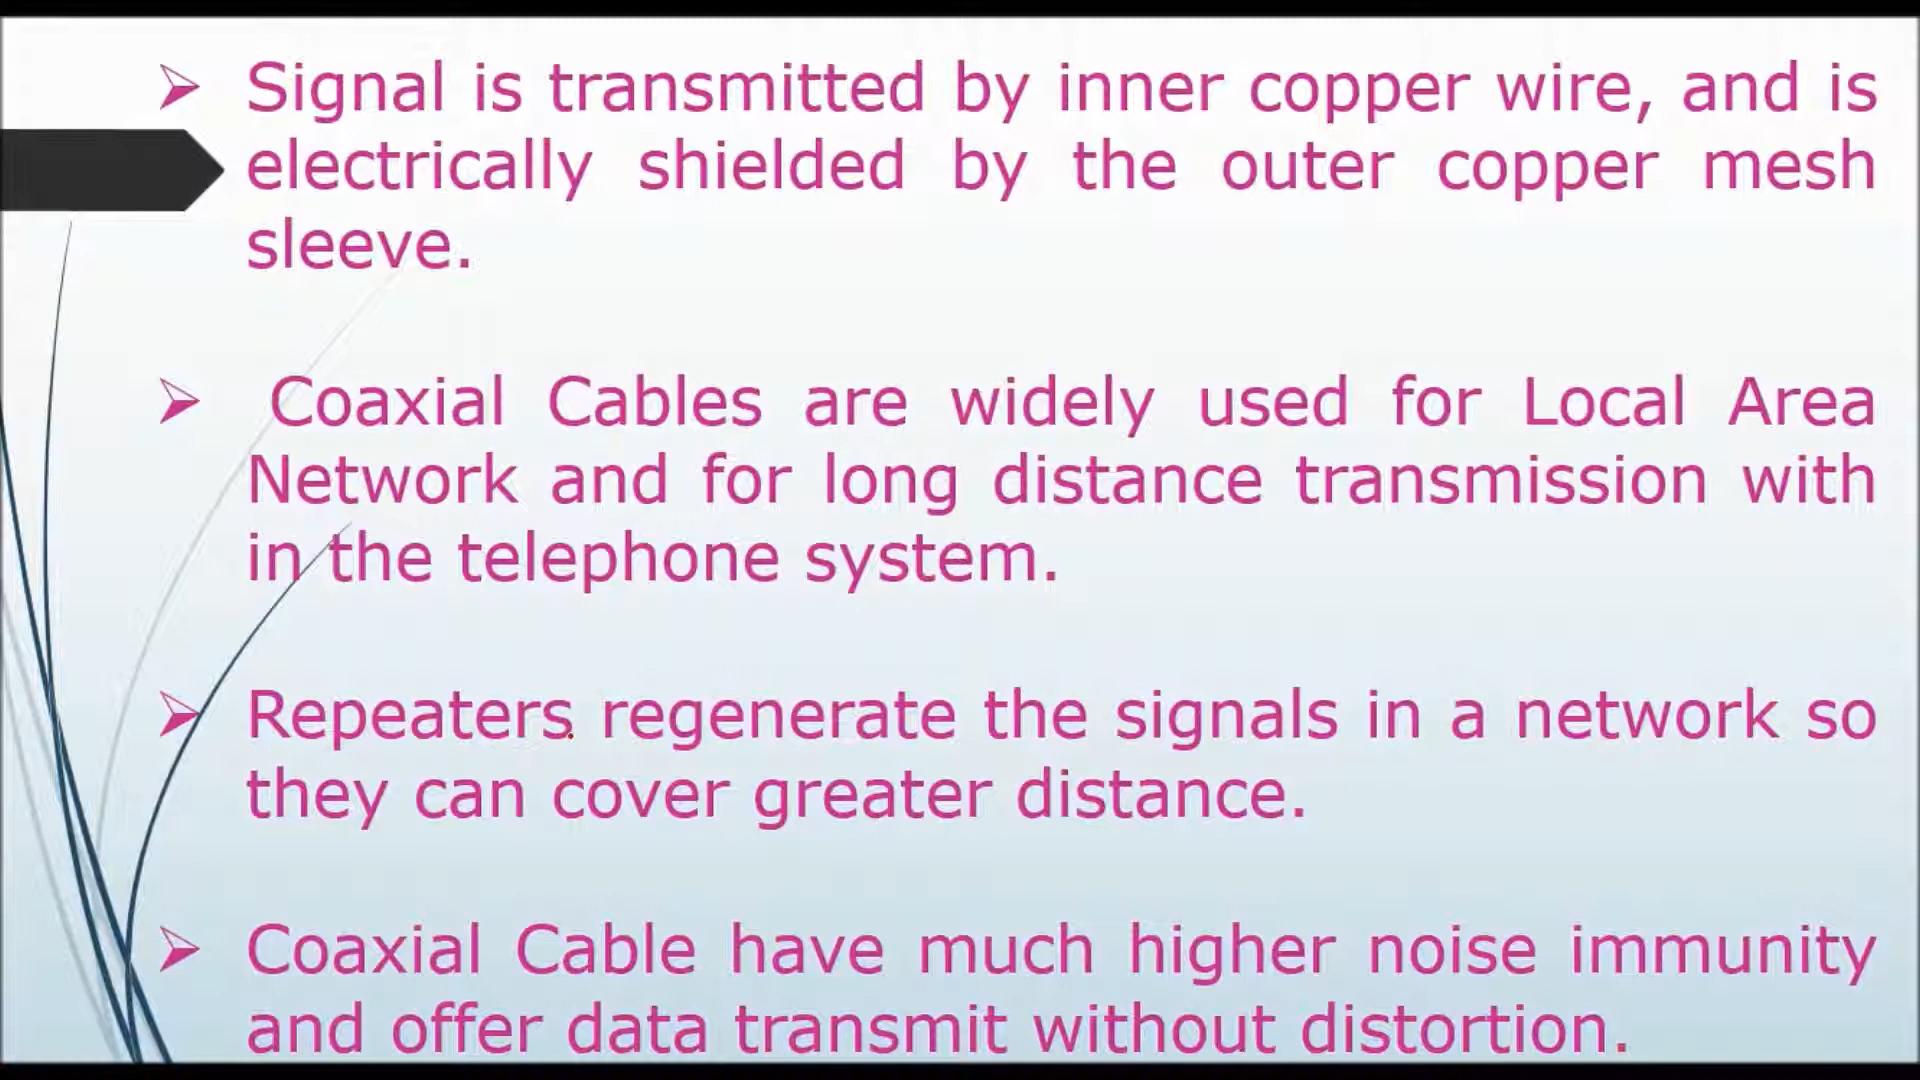 Signal is transmitted by inner copper wire, and is
electrically shielded by the outer copper mesh
sleeve.
Coaxial Cables are widely used for Local Area
Network and for long distance transmission with
in the telephone system.
Repeaters regenerate the signals in a network so
they can cover greater distance.
Coaxial Cable have much higher noise immunity
and offer data transmit without distortion.